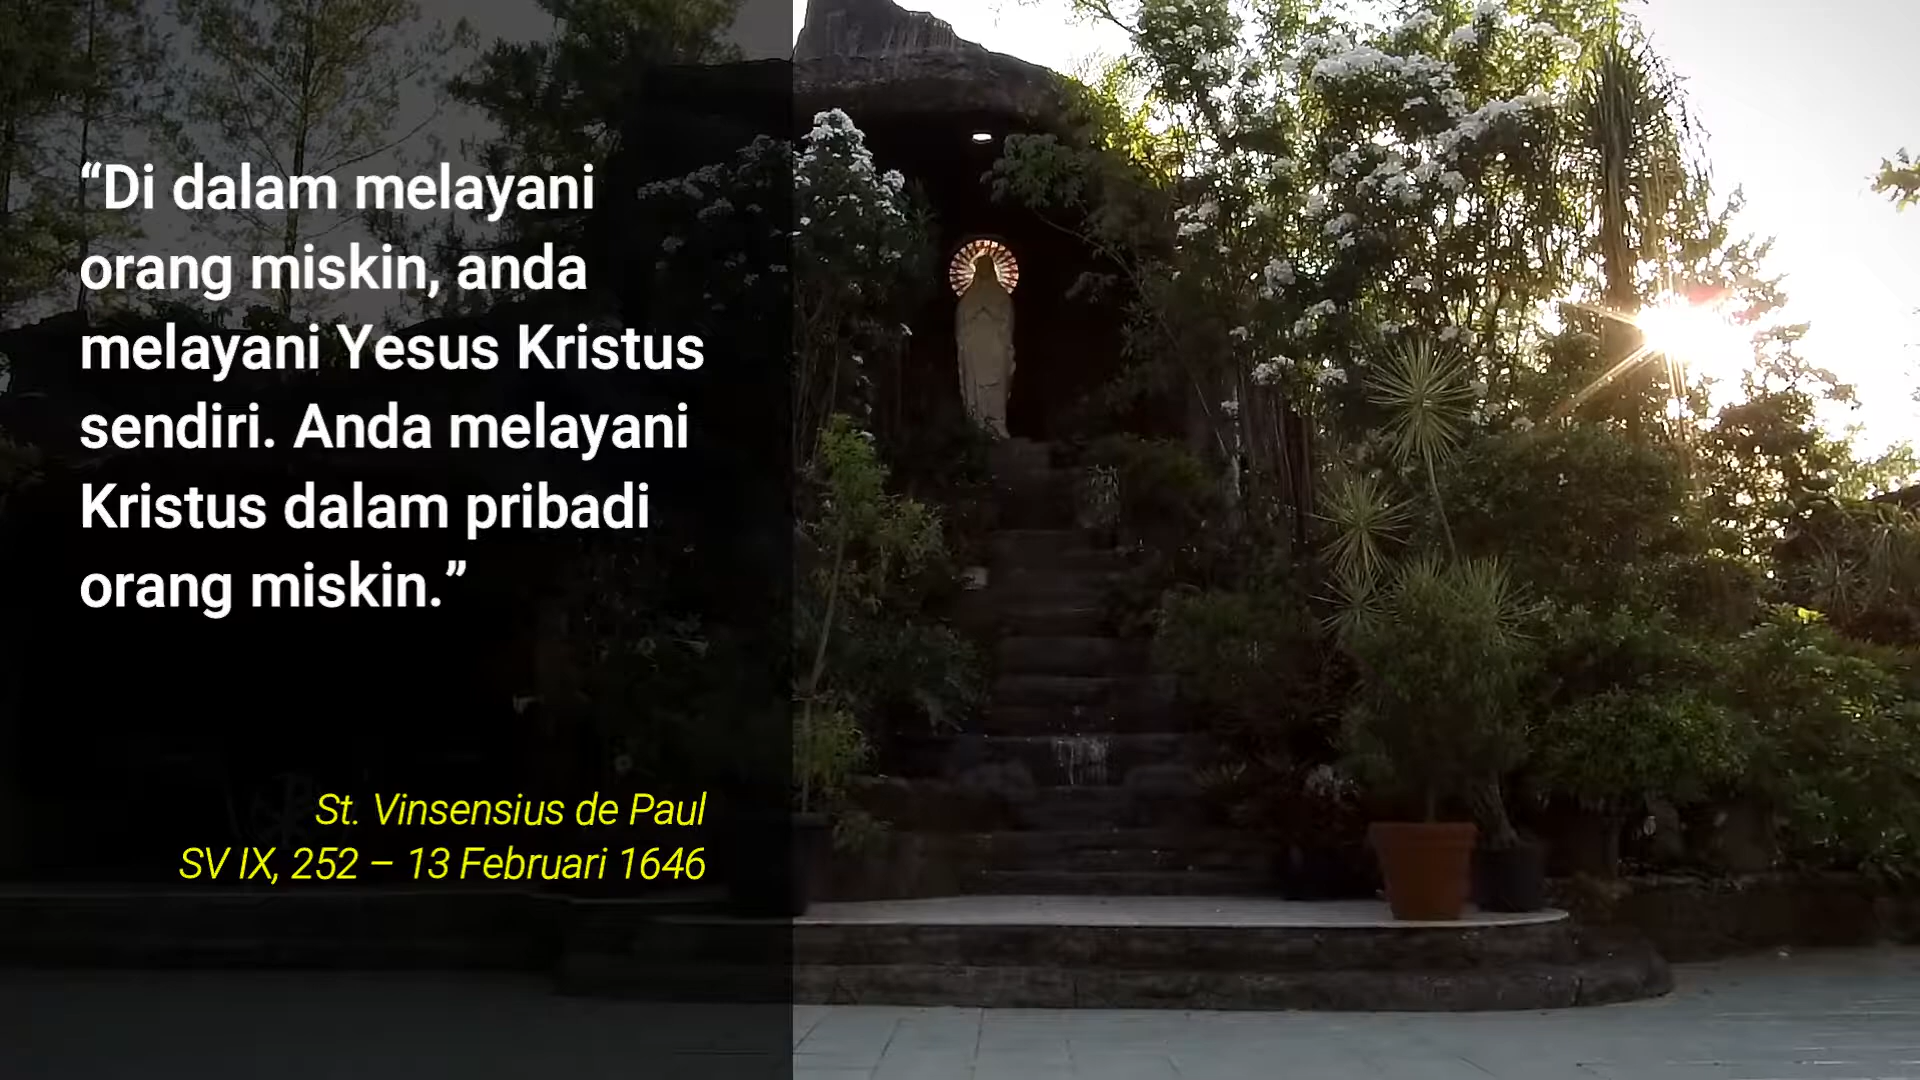 “Di dalam melayani
orang miskin, anda
melayani Yesus Kristus
sendiri. Anda melayani
Kristus dalam pribadi
orang miskin.”
St. Vinsensius de Paul
SV IX, 252 – 13 Februari 1646